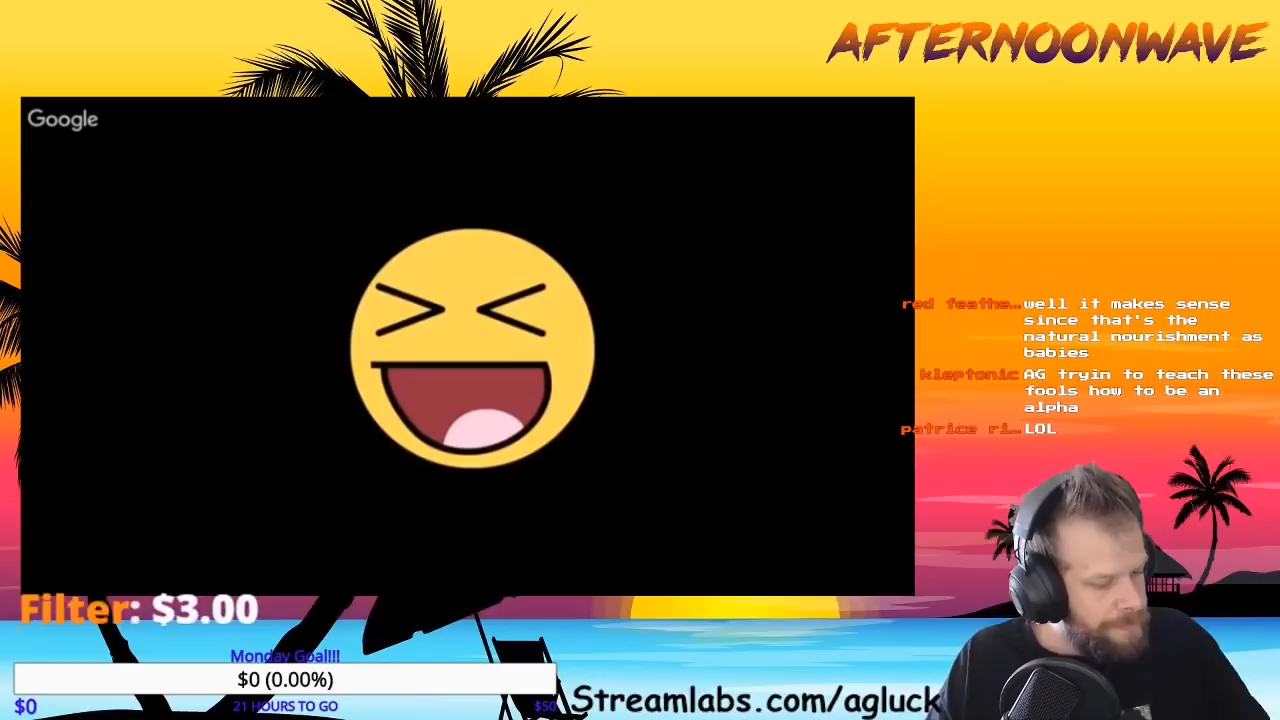 AFTERNOONWAVE
Google
red feathe... well it makes sense
since that's the
natural nourishment as
babies
kleptonic AG tryin to teach these
fools how to be an
alpha
patrice ri... LOL
Filter: $3.00
Monday Goal!!!
$0 (0.00%)
$0 21 HOURS TO GO $50
Streamlabs.com/agluck